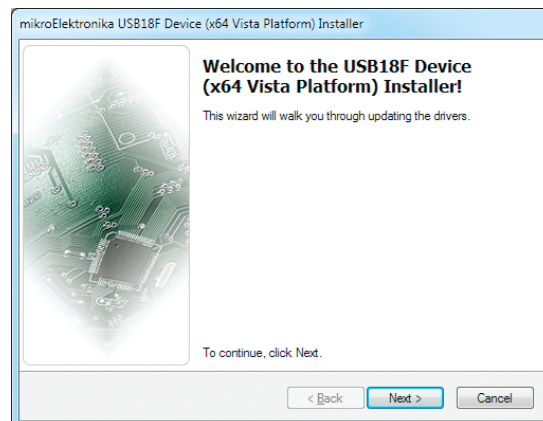 mikroElektronika USB18F Device (x64 Vista Platform) Installer
Welcome to the USB18F Device
(x64 Vista Platform) Installer!
This wizard will walk you through updating the drivers.
To continue, click Next.
< Back Next > Cancel